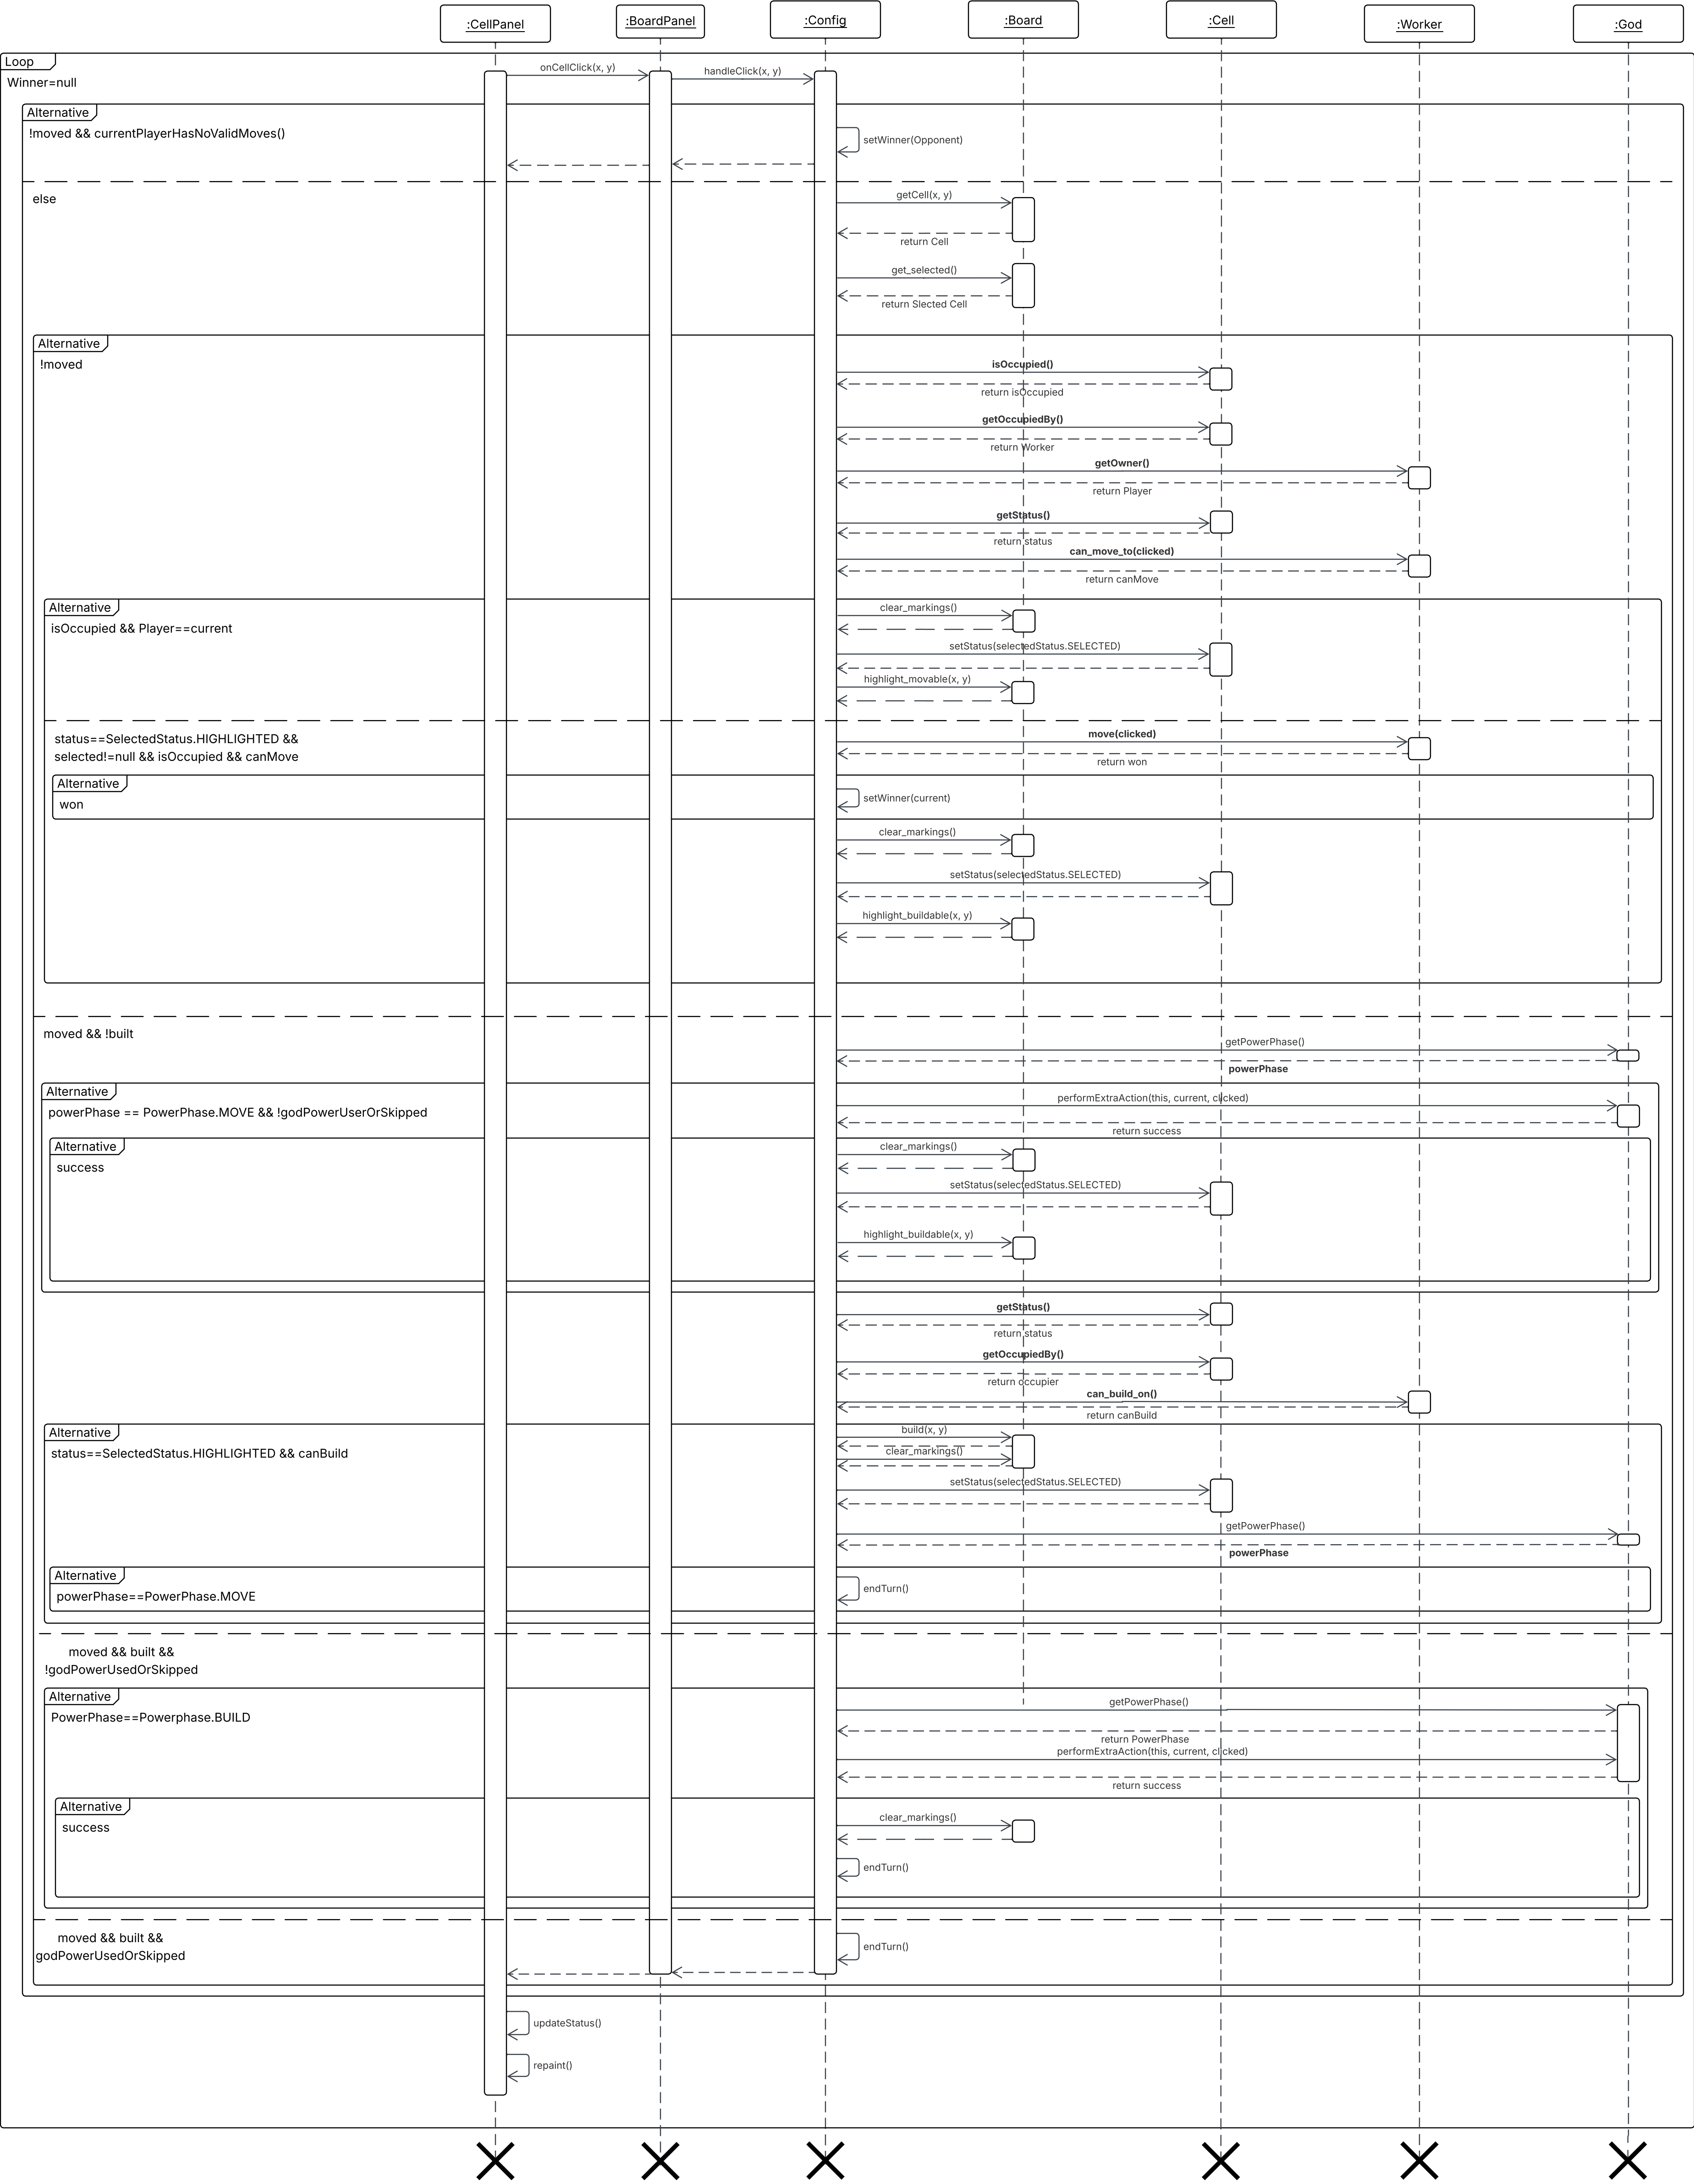 :CellPanel
:BoardPanel
:Config
:Board
:Cell
:Worker
:God
Loop
Winner=null
onCellClick(x, y)
handleClick(x, y)
Alternative
!moved && currentPlayerHasNoValidMoves()
setWinner(Opponent)
else
getCell(x, y)
return Cell
get_selected()
return Slected Cell
Alternative
!moved
isOccupied()
return isOccupied
getOccupiedBy()
return Worker
getOwner()
return Player
getStatus()
return status
can_move_to(clicked)
return canMove
Alternative
isOccupied && Player==current
clear_markings()
setStatus(selectedStatus.SELECTED)
highlight_movable(x, y)
status==SelectedStatus.HIGHLIGHTED &&
selected!=null && isOccupied && canMove
move(clicked)
return won
Alternative
won
setWinner(current)
clear_markings()
setStatus(selectedStatus.SELECTED)
highlight_buildable(x, y)
moved && !built
getPowerPhase()
powerPhase
Alternative
powerPhase == PowerPhase.MOVE && !godPowerUserOrSkipped
performExtraAction(this, current, clicked)
return success
Alternative
success
clear_markings()
setStatus(selectedStatus.SELECTED)
highlight_buildable(x, y)
getStatus()
return status
getOccupiedBy()
return occupier
can_build_on()
return canBuild
Alternative
status==SelectedStatus.HIGHLIGHTED && canBuild
build(x, y)
clear_markings()
setStatus(selectedStatus.SELECTED)
getPowerPhase()
powerPhase
Alternative
powerPhase==PowerPhase.MOVE
endTurn()
moved && built &&
!godPowerUsedOrSkipped
Alternative
PowerPhase==Powerphase.BUILD
getPowerPhase()
return PowerPhase
performExtraAction(this, current, clicked)
return success
Alternative
success
clear_markings()
endTurn()
moved && built &&
godPowerUsedOrSkipped
endTurn()
updateStatus()
repaint()